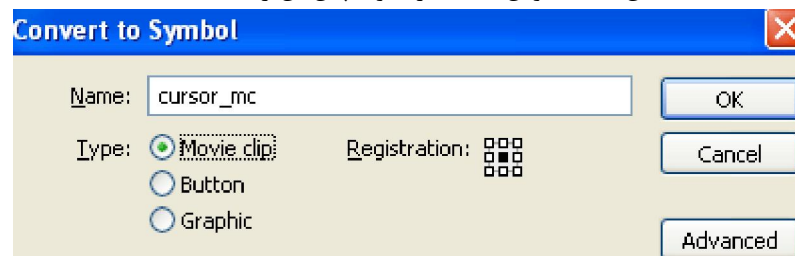 Convert to Symbol
Name: cursor_mc OK
Type: Movie clip Registration: Cancel
Button
Graphic
Advanced